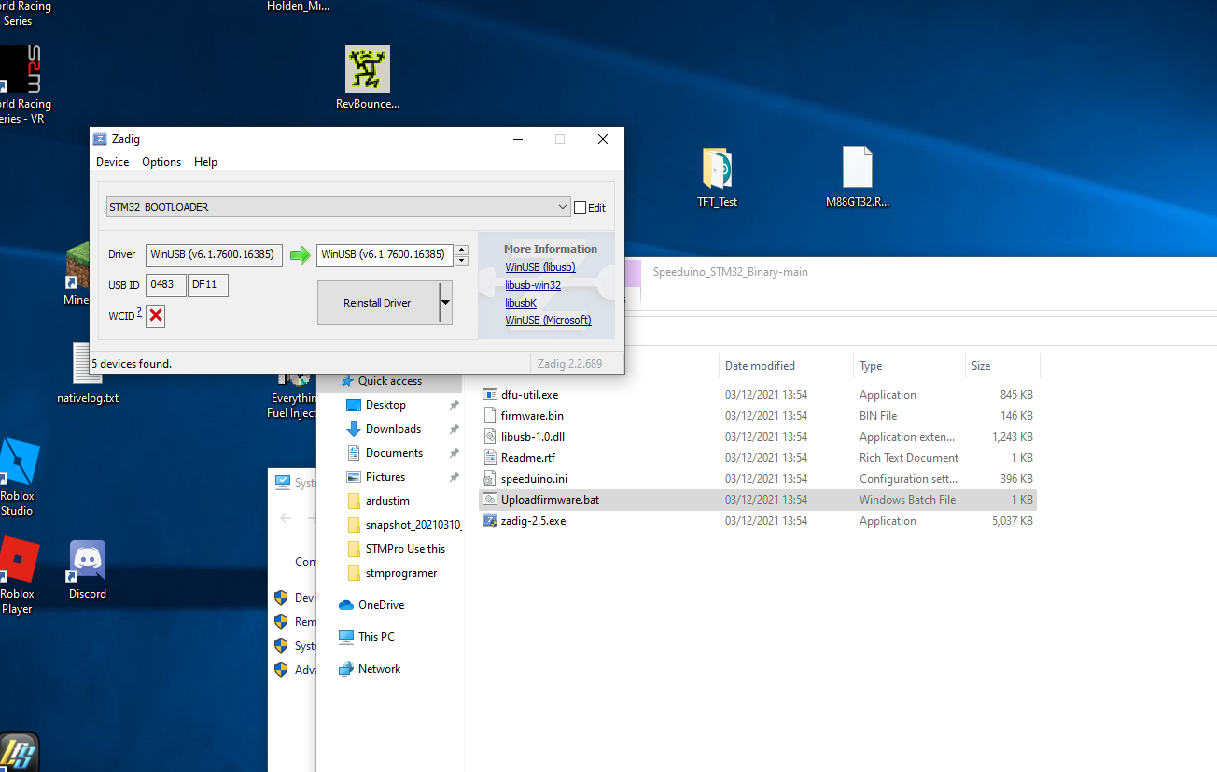 rld Racing
Series
Holden_Mi...
orld Racing
eries - VR
RevBounce...
Zadig
Device Options Help
STM32 BOOTLOADER
Edit
Driver WinUSB (v6.1.7600.16385) WinUSB (v6.1.7600.16385)
More Information
WinUSB (libusb)
USB ID 0483 DF11
libusb-win32
WCID ?
Reinstall Driver
libusbK
WinUSB (Microsoft)
5 devices found.
Zadig 2.2.689
TFT_Test
M88GT32.R...
Mine
nativelog.txt
Everythin
Fuel Inject
Speeduino_STM32_Binary-main
Date modified Type Size
Quick access
Desktop
Downloads
Documents
Pictures
ardustim
snapshot_20210310_
STMPro Use this
stmprogramer
OneDrive
This PC
Network
dfu-util.exe 03/12/2021 13:54 Application 845 KB
firmware.bin 03/12/2021 13:54 BIN File 146 KB
libusb-1.0.dll 03/12/2021 13:54 Application exten... 1,243 KB
Readme.rtf 03/12/2021 13:54 Rich Text Document 1 KB
speeduino.ini 03/12/2021 13:54 Configuration sett... 396 KB
Uploadfirmware.bat 03/12/2021 13:54 Windows Batch File 1 KB
zadig-2.5.exe 03/12/2021 13:54 Application 5,037 KB
Syst
Con
Devi
Rem
Syst
Adva
Roblox
Studio
Roblox
Player
Discord